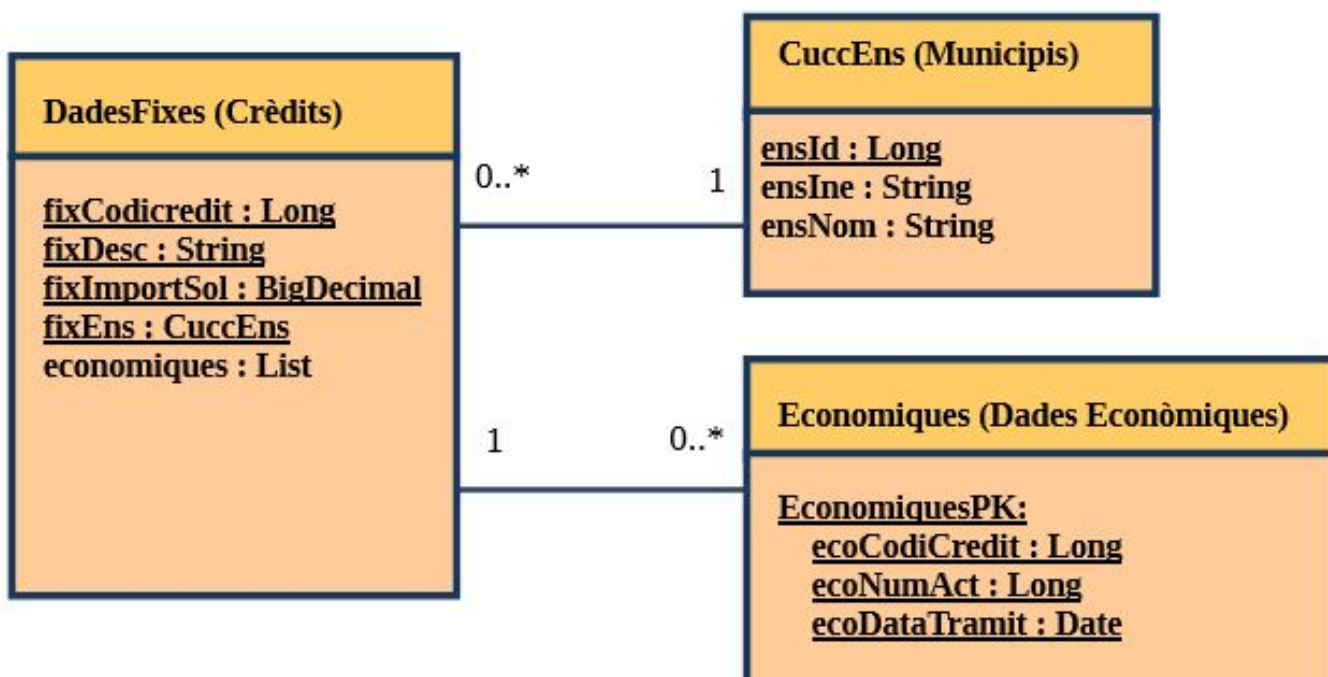 DadesFixes (Crèdits)
fixCodicredit : Long
fixDesc : String
fixImportSol : BigDecimal
fixEns : CuccEns
economiques : List
0..*
1
CuccEns (Municipis)
ensId : Long
ensIne : String
ensNom : String
1
0..*
Economiques (Dades Econòmiques)
EconomiquesPK:
ecoCodiCredit : Long
ecoNumAct : Long
ecoDataTramit : Date